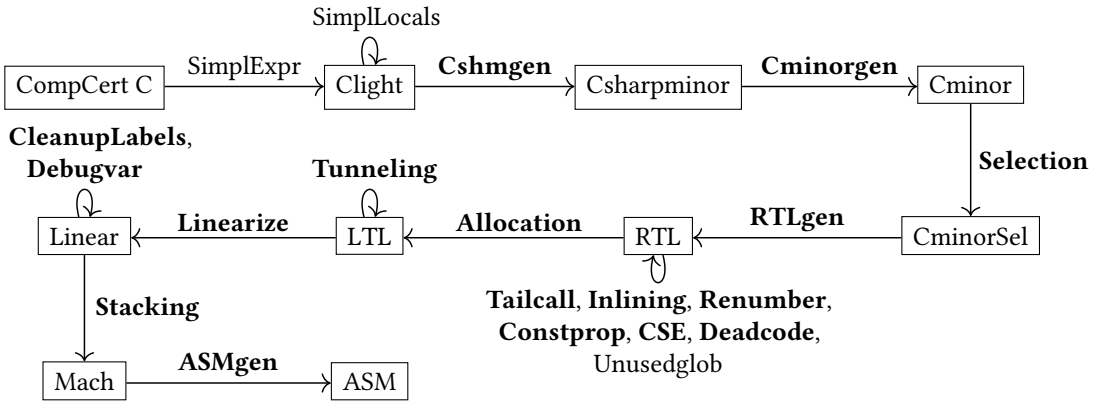 SimplLocals
CompCert C SimplExpr Clight Cshmgen Csharpminor Cminorgen Cminor
CleanupLabels,
Debugvar
Tunneling
Selection
Linear Linearize LTL Allocation RTL RTLgen CminorSel
Tailcall, Inlining, Renumber,
Constprop, CSE, Deadcode,
Unusedglob
Stacking
Mach ASMgen ASM